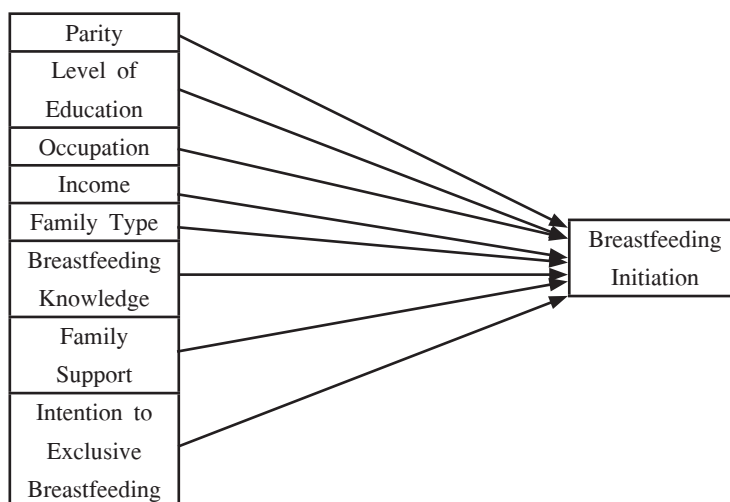 Parity
Level of
Education
Occupation
Income
Family Type
Breastfeeding
Knowledge
Family
Support
Intention to
Exclusive
Breastfeeding
Breastfeeding
Initiation